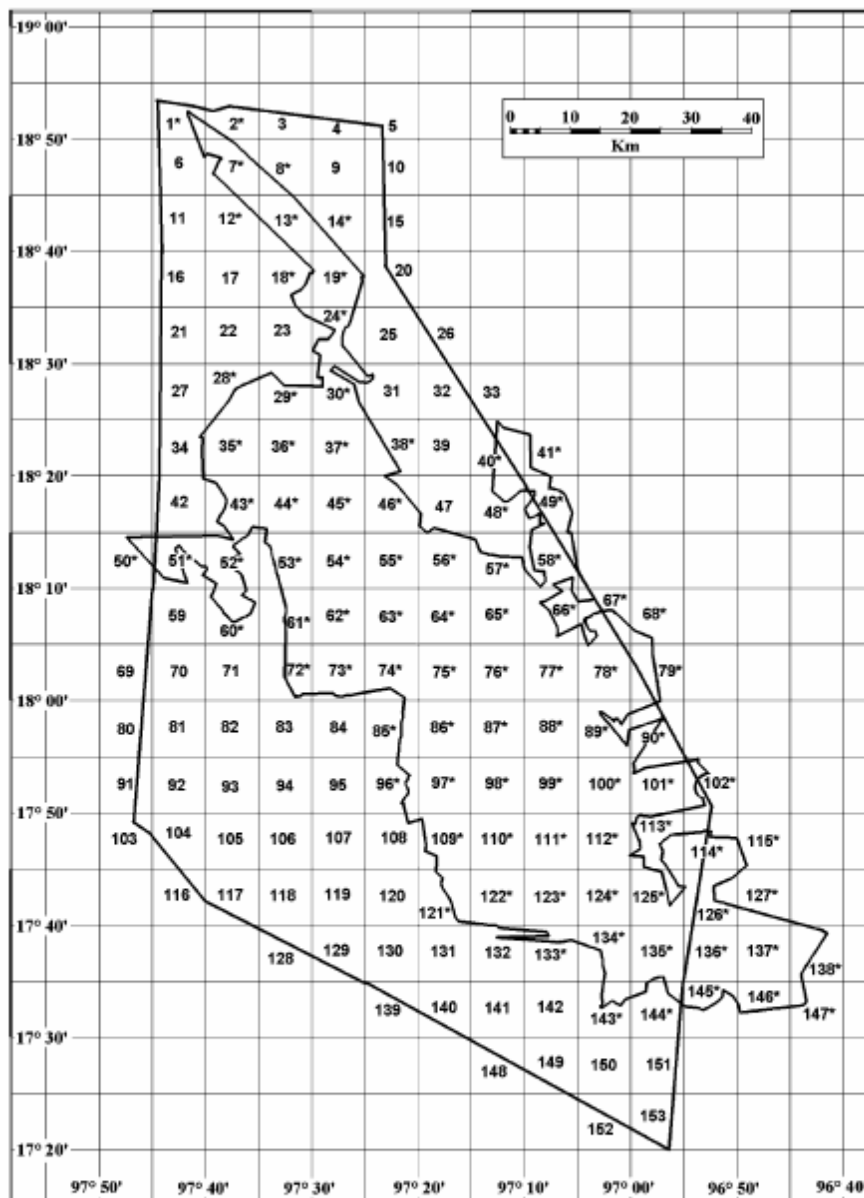 19° 00'
0 10 20 30 40
Km
1* 2* 3 4 5
18° 50'
6 7* 8* 9 10
11 12* 13* 14* 15
18° 40'
16 17 18* 19* 20
24*
21 22 23 25 26
18° 30'
28*
27 29* 30* 31 32 33
34 35* 36* 37* 38* 39 40* 41*
18° 20'
42 43* 44* 45* 46* 47 48* 49*
50* 51* 52* 53* 54* 55* 56* 57* 58*
18° 10'
59 60* 61* 62* 63* 64* 65* 66* 67* 68*
69 70 71 72* 73* 74* 75* 76* 77* 78* 79*
18° 00'
80 81 82 83 84 85* 86* 87* 88* 89* 90*
91 92 93 94 95 96* 97* 98* 99* 100* 101* 102*
17° 50'
103 104 105 106 107 108 109* 110* 111* 112* 113* 114* 115*
116 117 118 119 120 121* 122* 123* 124* 125* 126* 127*
17° 40'
128 129 130 131 132 133* 134* 135* 136* 137* 138*
139 140 141 142 143* 144* 145* 146* 147*
17° 30'
148 149 150 151
152 153
17° 20'
97° 50' 97° 40' 97° 30' 97° 20' 97° 10' 97° 00' 96° 50' 96° 40'